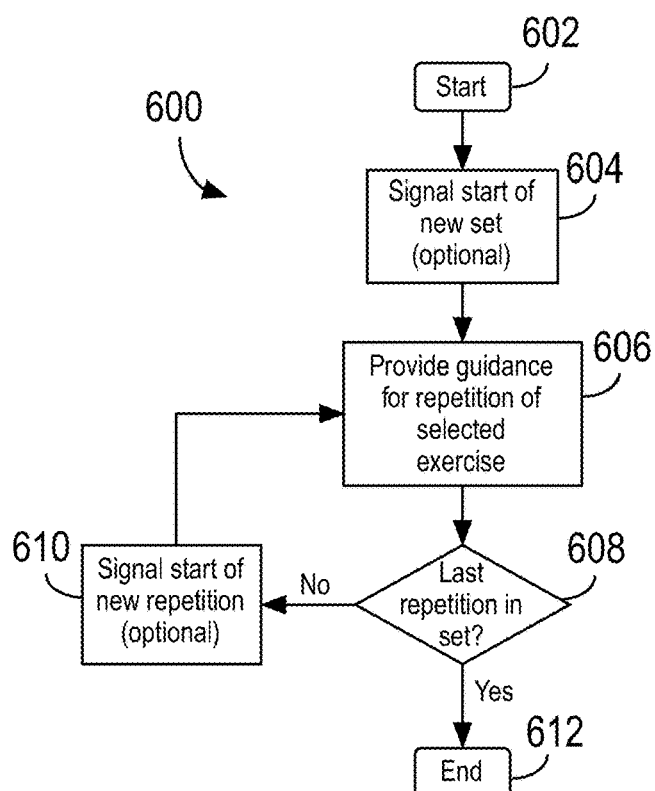 602
Start
600
604
Signal start of
new set
(optional)
606
Provide guidance
for repetition of
selected
exercise
610
Signal start of
new repetition
(optional)
No
608
Last
repetition in
set?
Yes
612
End